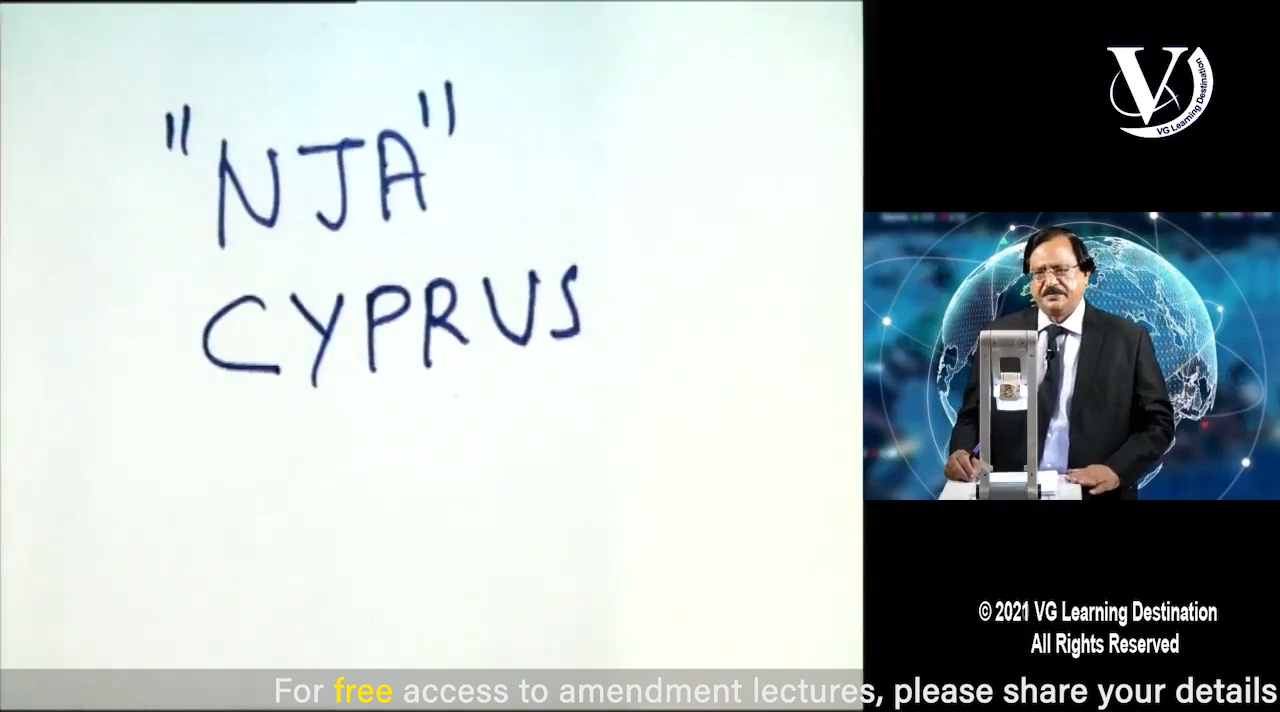 "NJA"
CYPRUS
V
VG Learning Destination
© 2021 VG Learning Destination
All Rights Reserved
For free access to amendment lectures, please share your details